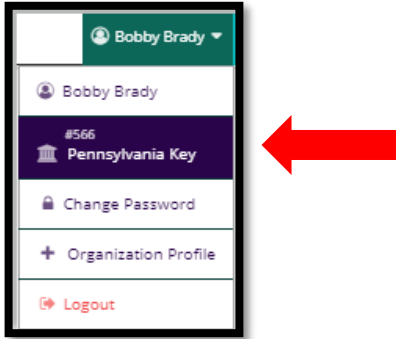 Bobby Brady
Bobby Brady
#566
Pennsylvania Key
Change Password
Organization Profile
Logout